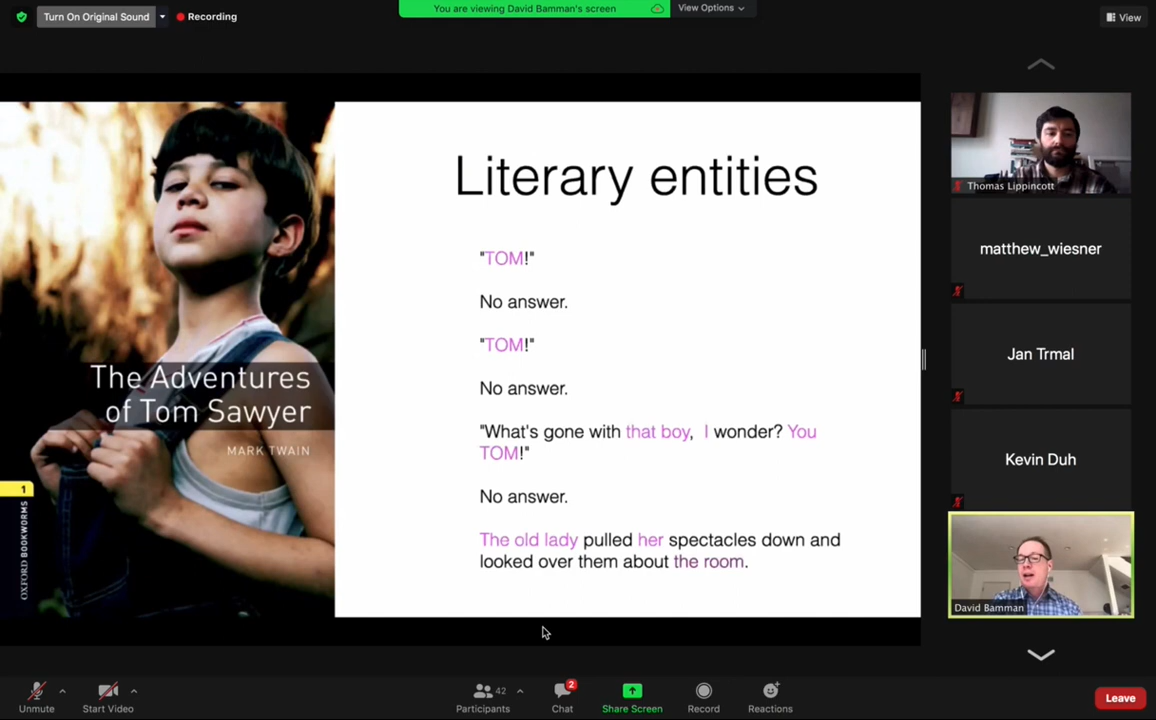 You are viewing David Bamman's screen
View Options
Turn On Original Sound
Recording
View
Literary entities
"TOM!"
No answer.
"TOM!"
No answer.
"What's gone with that boy, I wonder? You
TOM!"
No answer.
The old lady pulled her spectacles down and
looked over them about the room.
The Adventures
of Tom Sawyer
MARK TWAIN
1
OXFORD BOOKWORMS
Thomas Lippincott
matthew_wiesner
Jan Trmal
Kevin Duh
David Bamman
Unmute
Start Video
Participants
42
Chat
2
Share Screen
Record
Reactions
Leave